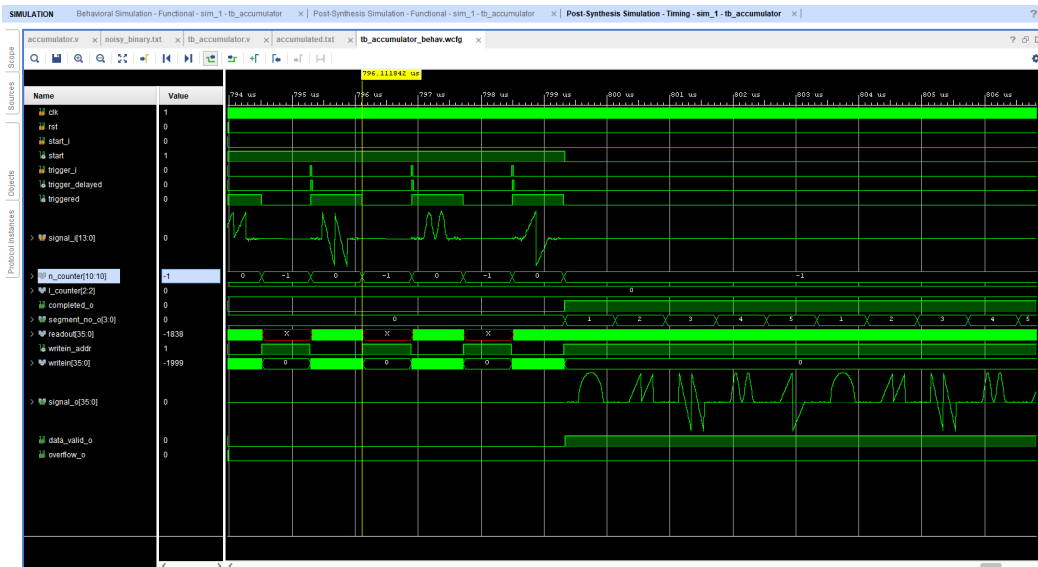 SIMULATION Behavioral Simulation - Functional - sim_1 - tb_accumulator × Post-Synthesis Simulation - Functional - sim_1 - tb_accumulator × Post-Synthesis Simulation - Timing - sim_1 - tb_accumulator × ?
accumulator.v × noisy_binary.txt × tb_accumulator.v × accumulated.txt × tb_accumulator_behav.wcfg × ?
Scope
Sources
Objects
Protocol Instances
796.111842 us
Name Value 794 us 795 us 796 us 797 us 798 us 799 us 800 us 801 us 802 us 803 us 804 us 805 us 806 us
clk 1
rst 0
start_i 0
start 1
trigger_i 0
trigger_delayed 0
triggered 0
signal_i[13:0] 0
n_counter[10:10] -1 0 -1 0 -1 0 -1 0 -1
l_counter[2:2] 0 0
completed_o 0
segment_no_o[3:0] 0 0 1 2 3 4 5 1 2 3 4 5
readout[35:0] -1838 X X X
writein_addr 1
writein[35:0] -1999 0 0 0 0
signal_o[35:0] 0
data_valid_o 0
overflow_o 0